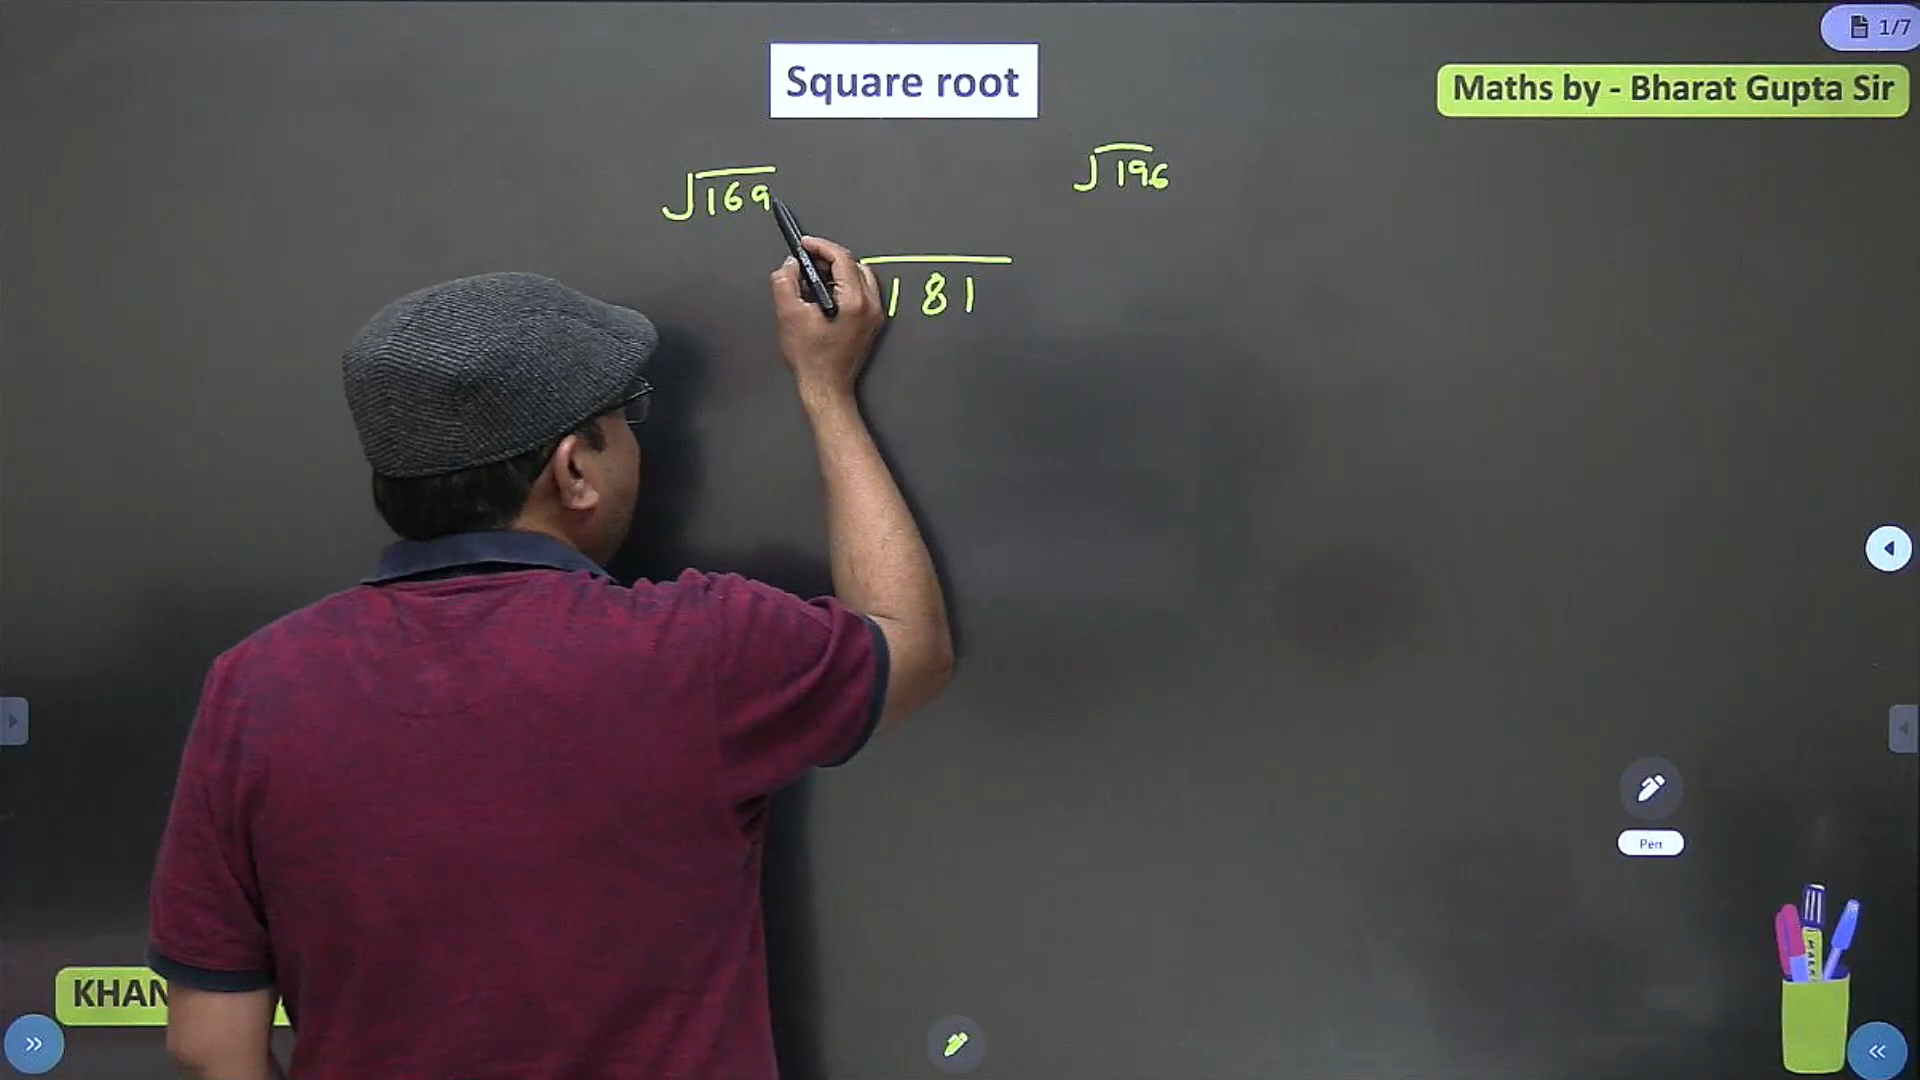 1/7
Square root
Maths by - Bharat Gupta Sir
√169
√196
181
Pen
KHAN